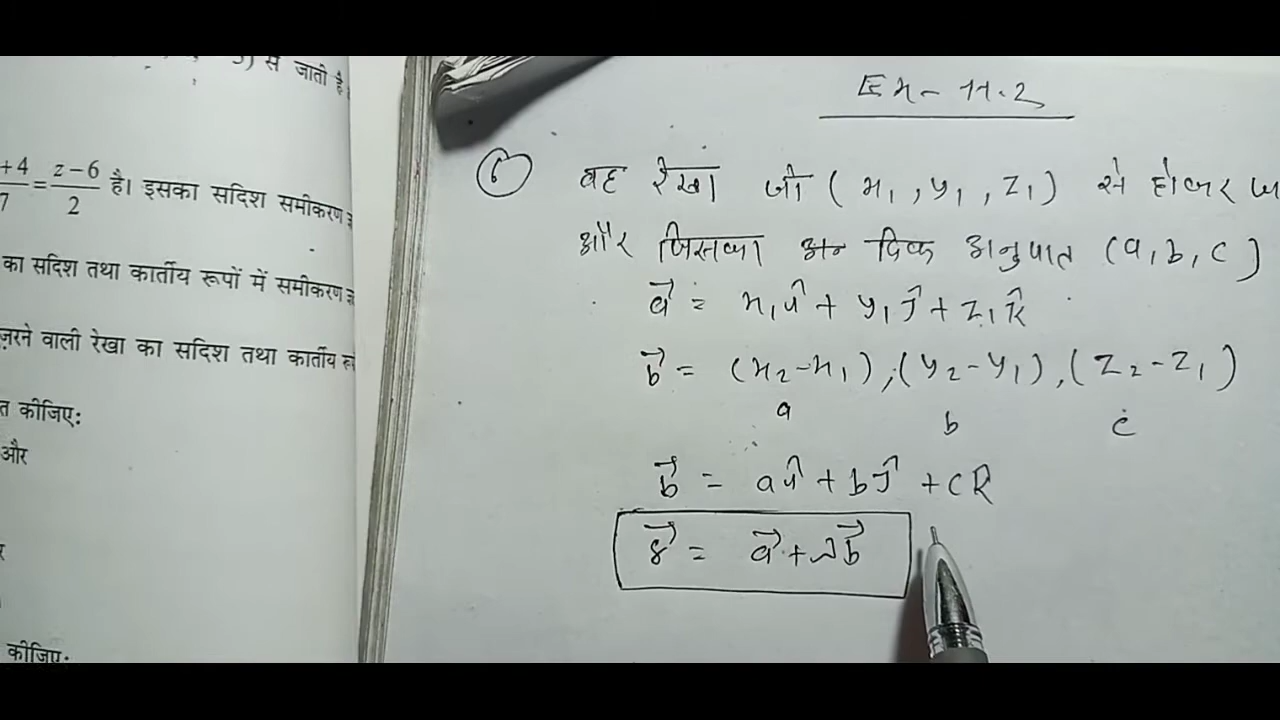 से जाती है
+4/7 = z-6/2 है। इसका सदिश समीकरण
का सदिश तथा कार्तीय रूपों में समीकरण
वाली रेखा का सदिश तथा कार्तीय
कीजिए:
और
कीजिए:
Ex- 11.2
⑥ वह रेखा जो (x₁, y₁, z₁) से होकर
और जिसका अन दिक अनुपात (a, b, c)
a⃗ = x₁î + y₁ĵ + z₁k̂
b⃗ = (x₂-x₁), (y₂-y₁), (z₂-z₁)
a b c
b⃗ = aî + bĵ + ck
r⃗ = a⃗ + λb⃗